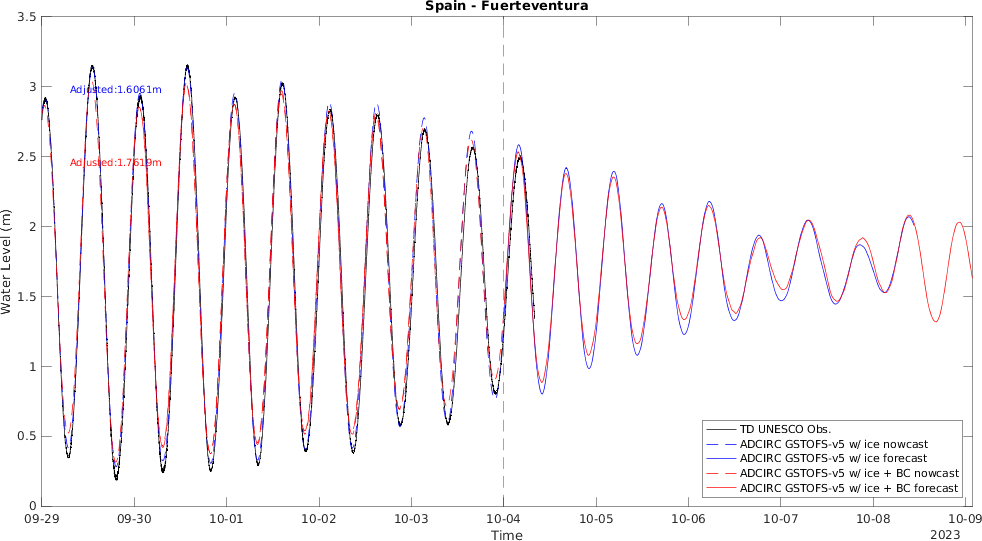 Spain - Fuerteventura
3.5
3
2.5
2
1.5
1
0.5
0
Water Level (m)
Adjusted:1.6061m
Adjusted:1.7619m
TD UNESCO Obs.
ADCIRC GSTOFS-v5 w/ ice nowcast
ADCIRC GSTOFS-v5 w/ ice forecast
ADCIRC GSTOFS-v5 w/ ice + BC nowcast
ADCIRC GSTOFS-v5 w/ ice + BC forecast
09-29 09-30 10-01 10-02 10-03 10-04 10-05 10-06 10-07 10-08 10-09
Time
2023